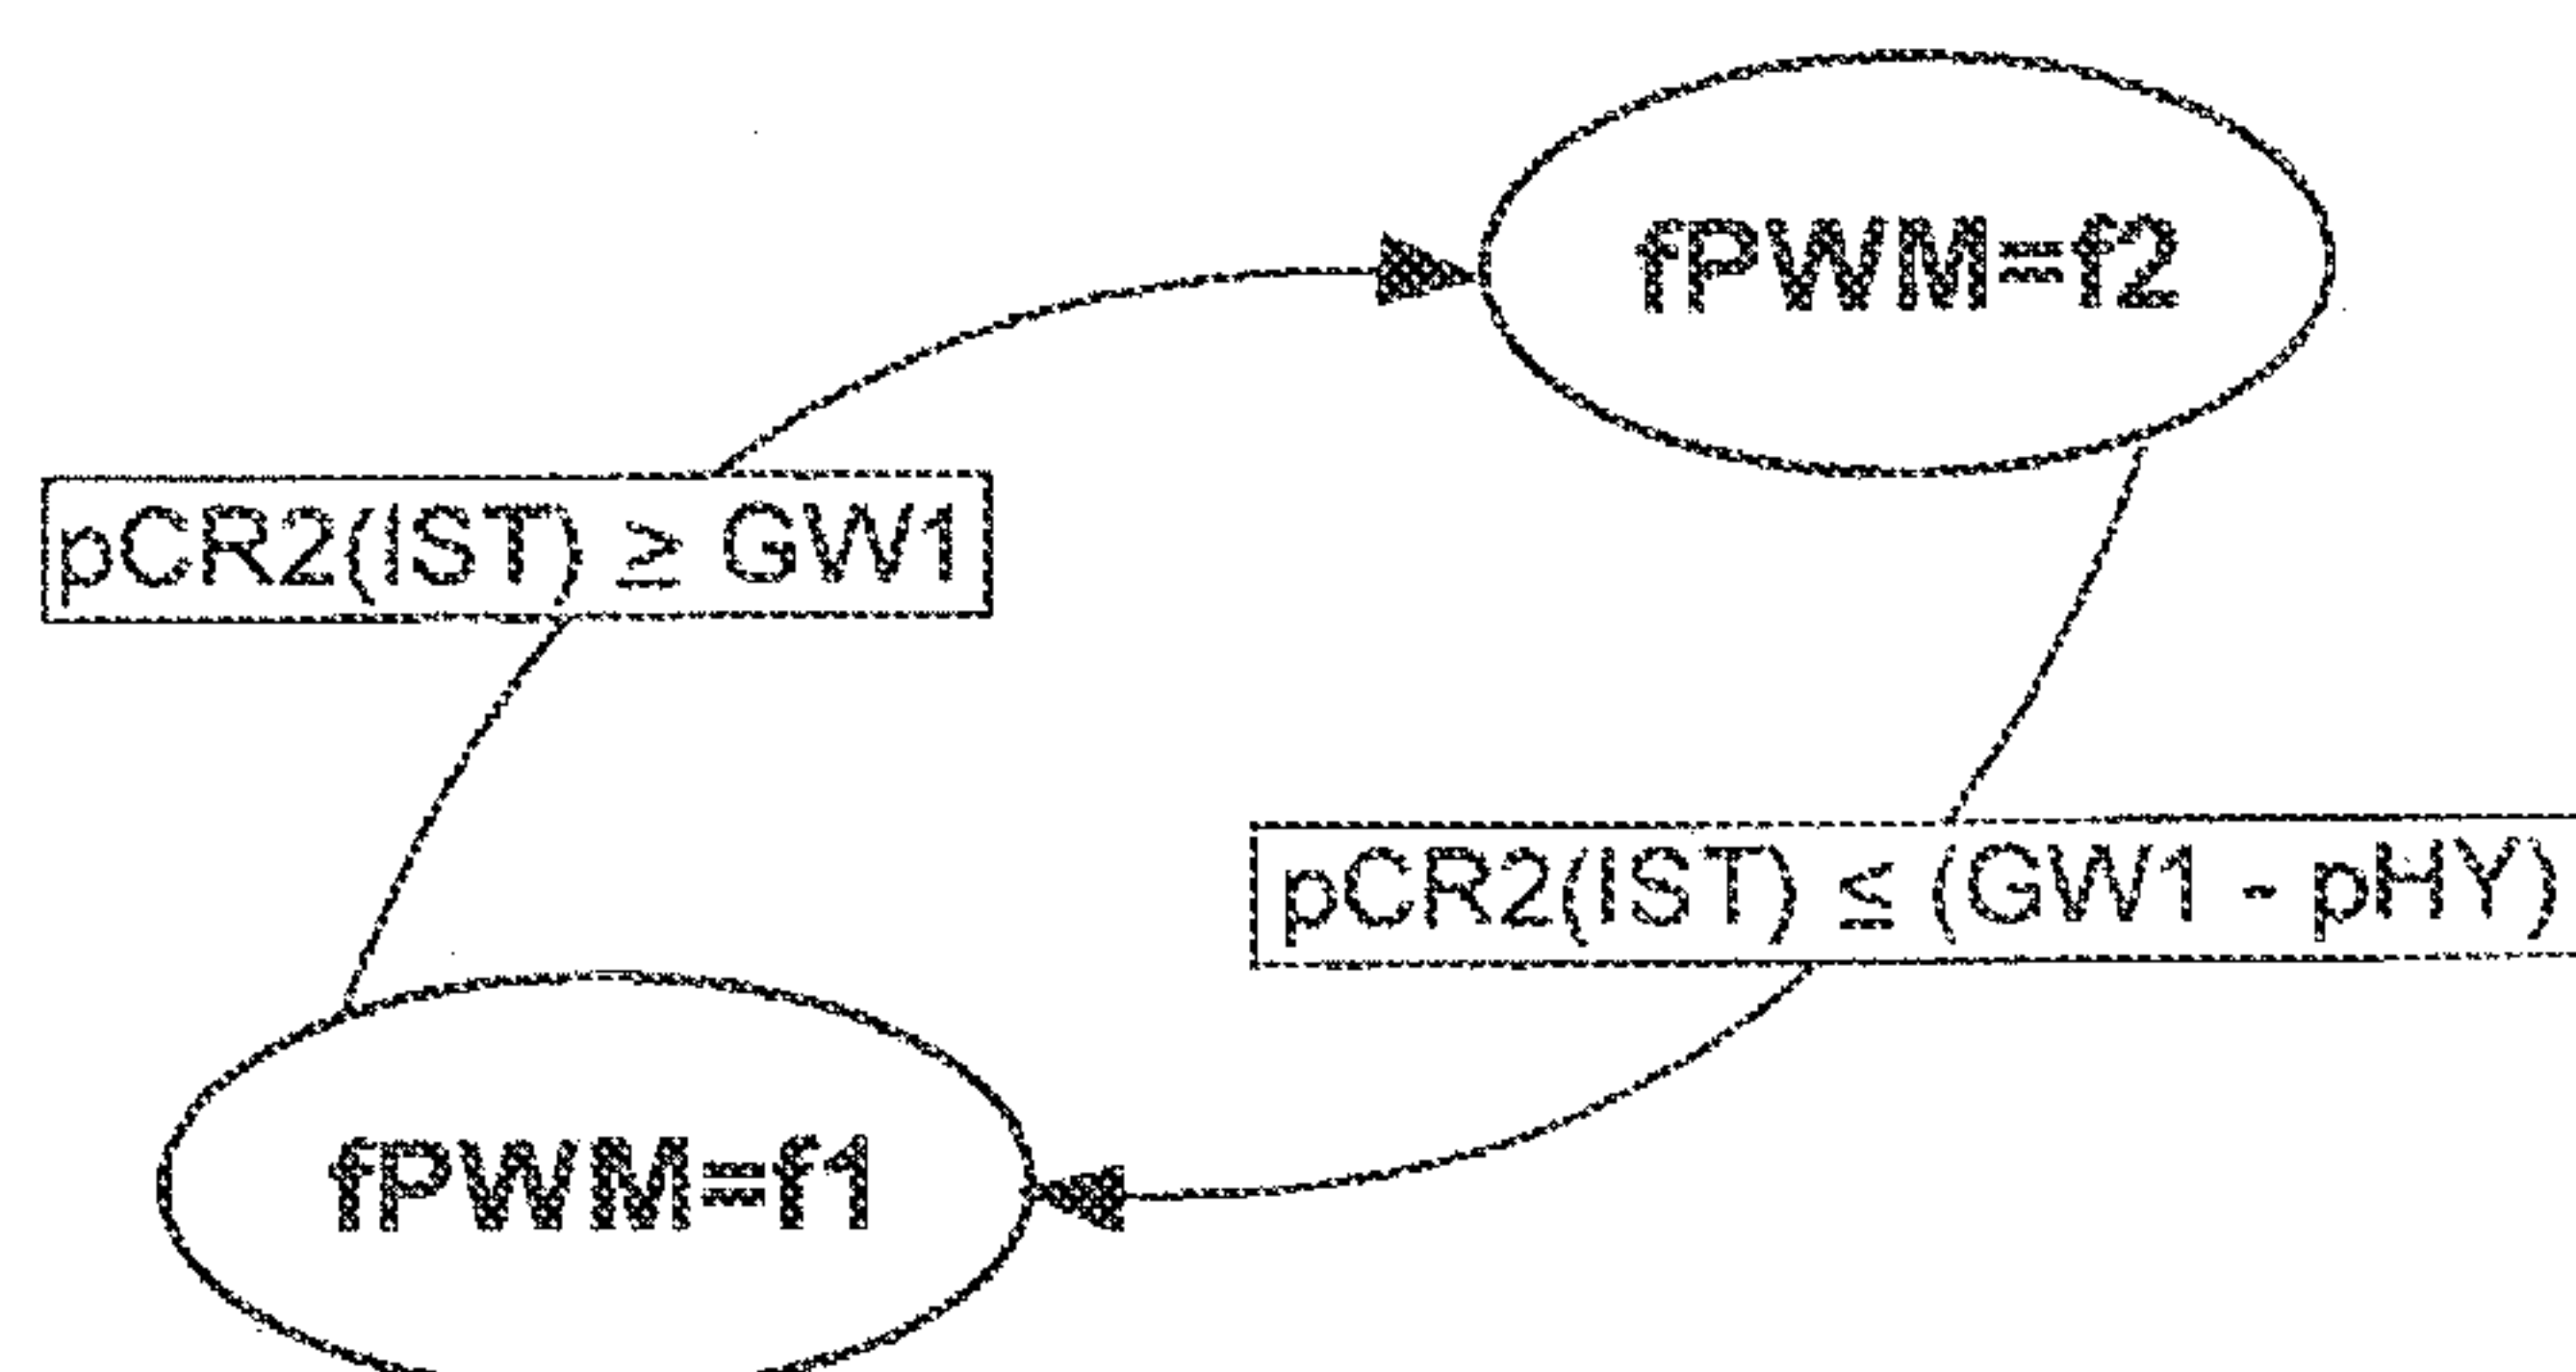 fPWM=f2
pCR2(IST) ≥ GW1
pCR2(IST) ≤ (GW1 - pHY)
fPWM=f1